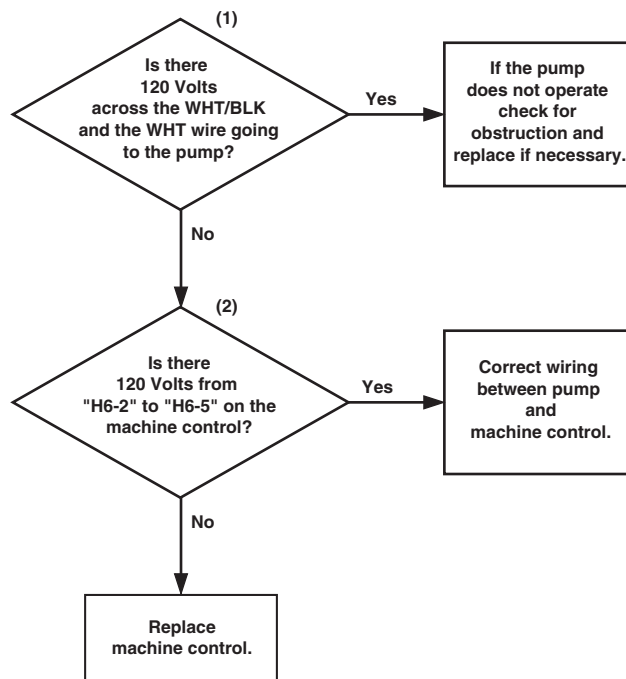 (1)
Is there
120 Volts
across the WHT/BLK
and the WHT wire going
to the pump?
Yes
If the pump
does not operate
check for
obstruction and
replace if necessary.
No
(2)
Is there
120 Volts from
"H6-2" to "H6-5" on the
machine control?
Yes
Correct wiring
between pump
and
machine control.
No
Replace
machine control.